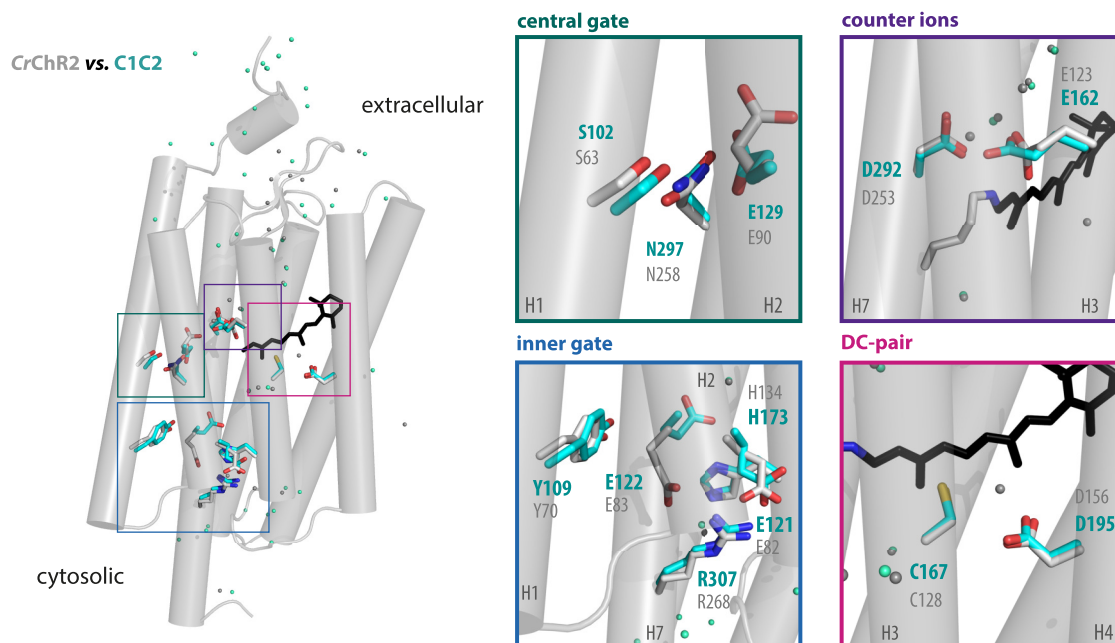 CrChR2 vs. C1C2
extracellular
cytosolic
central gate
S102
S63
N297
N258
E129
E90
H1
H2
counter ions
E123
E162
D292
D253
H7
H3
inner gate
H2
H134
H173
Y109
Y70
E122
E83
E121
E82
R307
R268
H1
H7
DC-pair
D156
D195
C167
C128
H3
H4